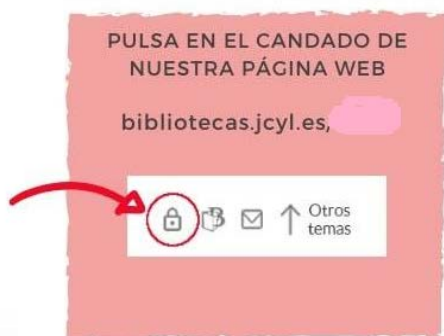 PULSA EN EL CANDADO DE
NUESTRA PÁGINA WEB
bibliotecas.jcyl.es,
Otros
temas